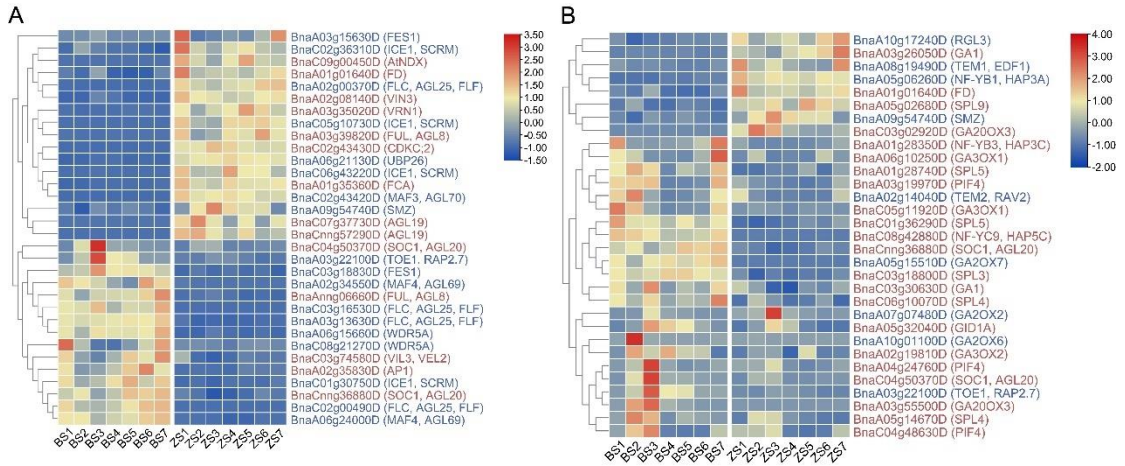 A
BnaA03g15630D (FES1)
BnaC02g36310D (ICE1, SCRM)
BnaC09g00450D (AtNDX)
BnaA01g01640D (FD)
BnaA02g00370D (FLC, AGL25, FLF)
BnaA02g08140D (VIN3)
BnaA03g35020D (VRN1)
BnaC05g10730D (ICE1, SCRM)
BnaA03g39820D (FUL, AGL8)
BnaC02g43430D (CDKC;2)
BnaA06g21130D (UBP26)
BnaC06g43220D (ICE1, SCRM)
BnaA01g35360D (FCA)
BnaC02g43420D (MAF3, AGL70)
BnaA09g54740D (SMZ)
BnaC07g37730D (AGL19)
BnaCnng57290D (AGL19)
BnaC04g50370D (SOC1, AGL20)
BnaA03g22100D (TOE1, RAP2.7)
BnaC03g18830D (FES1)
BnaA02g34550D (MAF4, AGL69)
BnaAnng06660D (FUL, AGL8)
BnaC03g16530D (FLC, AGL25, FLF)
BnaA03g13630D (FLC, AGL25, FLF)
BnaA06g15660D (WDR5A)
BnaC08g21270D (WDR5A)
BnaC03g74580D (VIL3, VEL2)
BnaA02g35830D (AP1)
BnaC01g30750D (ICE1, SCRM)
BnaCnng36880D (SOC1, AGL20)
BnaC02g00490D (FLC, AGL25, FLF)
BnaA06g24000D (MAF4, AGL69)
BS1 BS2 BS3 BS4 BS5 BS6 BS7 ZS1 ZS2 ZS3 ZS4 ZS5 ZS6 ZS7
3.50
3.00
2.50
2.00
1.50
1.00
0.50
0.00
-0.50
-1.00
-1.50
B
BnaA10g17240D (RGL3)
BnaA03g26050D (GA1)
BnaA08g19490D (TEM1, EDF1)
BnaA05g06260D (NF-YB1, HAP3A)
BnaA01g01640D (FD)
BnaA05g02680D (SPL9)
BnaA09g54740D (SMZ)
BnaC03g02920D (GA20OX3)
BnaA01g28350D (NF-YB3, HAP3C)
BnaA06g10250D (GA3OX1)
BnaA01g28740D (SPL5)
BnaA03g19970D (PIF4)
BnaA02g14040D (TEM2, RAV2)
BnaC05g11920D (GA3OX1)
BnaC01g36290D (SPL5)
BnaC08g42880D (NF-YC9, HAP5C)
BnaCnng36880D (SOC1, AGL20)
BnaA05g15510D (GA2OX7)
BnaC03g18800D (SPL3)
BnaC03g30630D (GA1)
BnaC06g10070D (SPL4)
BnaA07g07480D (GA2OX2)
BnaA05g32040D (GID1A)
BnaA10g01100D (GA2OX6)
BnaA02g19810D (GA3OX2)
BnaA04g24760D (PIF4)
BnaC04g50370D (SOC1, AGL20)
BnaA03g22100D (TOE1, RAP2.7)
BnaA03g55500D (GA20OX3)
BnaA05g14670D (SPL4)
BnaC04g48630D (PIF4)
BS1 BS2 BS3 BS4 BS5 BS6 BS7 ZS1 ZS2 ZS3 ZS4 ZS5 ZS6 ZS7
4.00
3.00
2.00
1.00
0.00
-1.00
-2.00